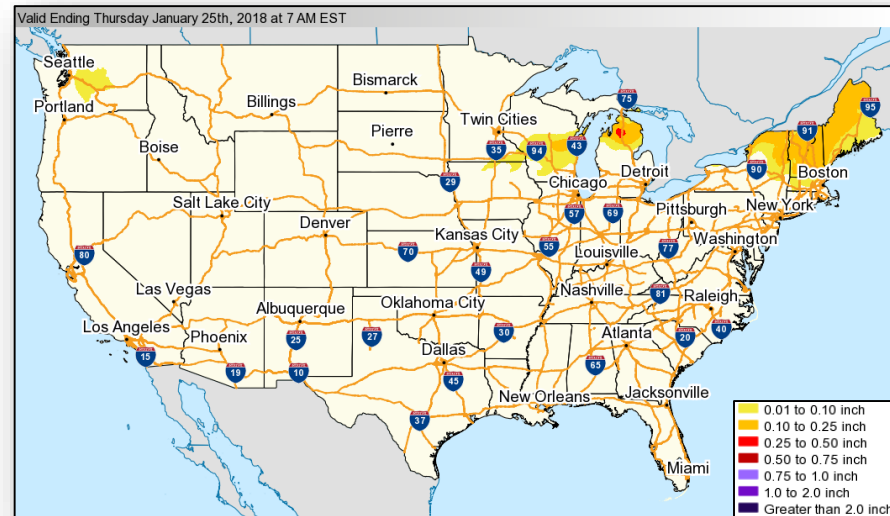 Valid Ending Thursday January 25th, 2018 at 7 AM EST
Seattle
Portland
Boise
Billings
Bismarck
Pierre
Twin Cities
75
95
91
90
94
43
35
29
Boston
Detroit
Chicago
Salt Lake City
Denver
Kansas City
57
69
Pittsburgh
New York
Washington
80
70
55
77
49
Louisville
Las Vegas
Albuquerque
Oklahoma City
Nashville
81
Raleigh
Los Angeles
Phoenix
25
27
30
Atlanta
20
40
15
19
10
Dallas
45
65
37
New Orleans
Jacksonville
Miami
0.01 to 0.10 inch
0.10 to 0.25 inch
0.25 to 0.50 inch
0.50 to 0.75 inch
0.75 to 1.0 inch
1.0 to 2.0 inch
Greater than 2.0 inch